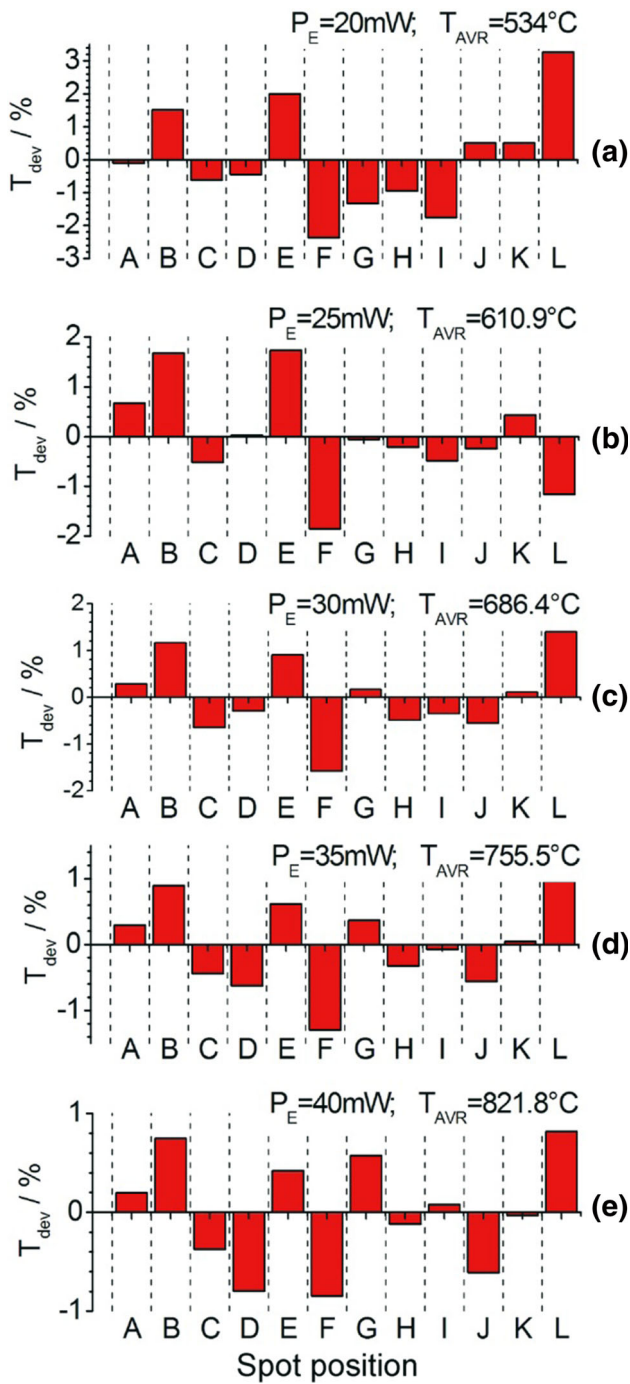 P_E=20mW; T_AVR=534°C
3
2
1
0
-1
-2
-3
T_dev / %
(a)
A B C D E F G H I J K L
P_E=25mW; T_AVR=610.9°C
2
1
0
-1
-2
T_dev / %
(b)
A B C D E F G H I J K L
P_E=30mW; T_AVR=686.4°C
2
1
0
-1
-2
T_dev / %
(c)
A B C D E F G H I J K L
P_E=35mW; T_AVR=755.5°C
1
0
-1
T_dev / %
(d)
A B C D E F G H I J K L
P_E=40mW; T_AVR=821.8°C
1
0
-1
T_dev / %
(e)
A B C D E F G H I J K L
Spot position